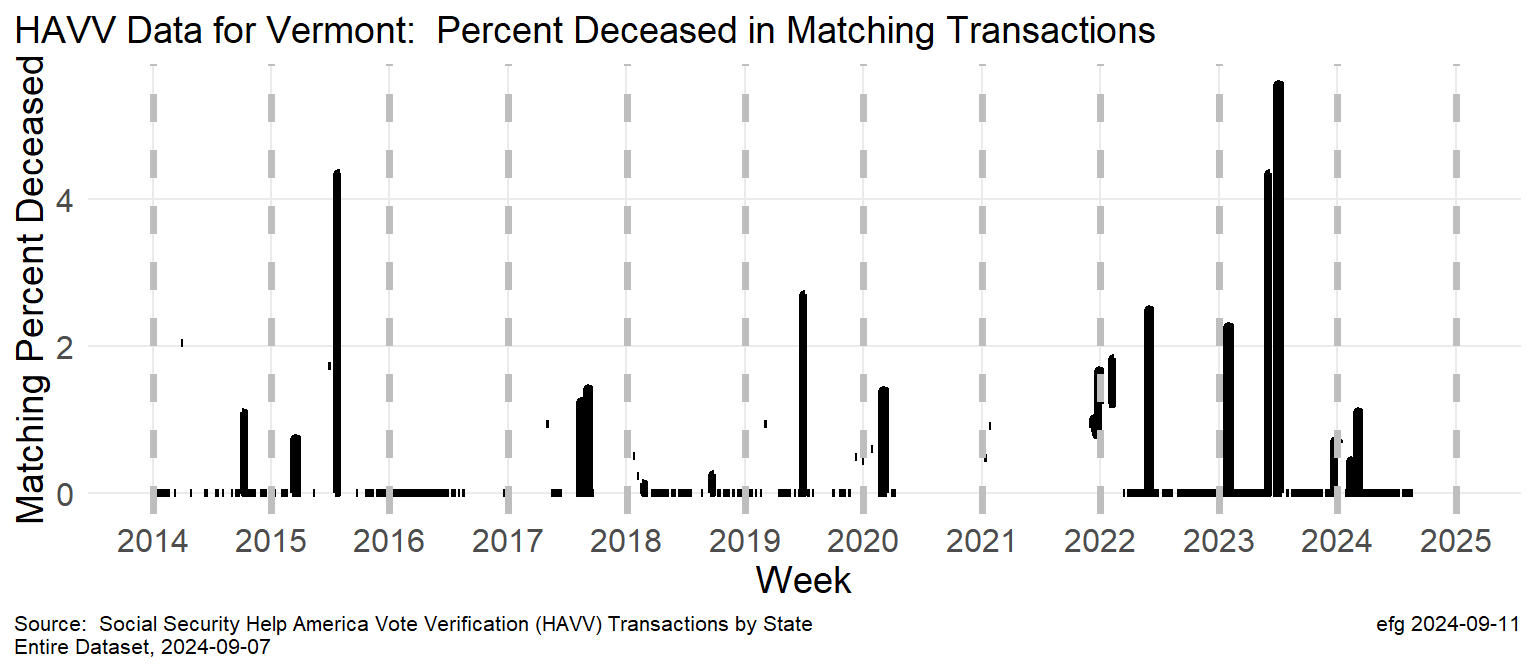 HAVV Data for Vermont:  Percent Deceased in Matching Transactions
Matching Percent Deceased
4
2
0
2014 2015 2016 2017 2018 2019 2020 2021 2022 2023 2024 2025
Week
Source:  Social Security Help America Vote Verification (HAVV) Transactions by State
Entire Dataset, 2024-09-07
efg 2024-09-11